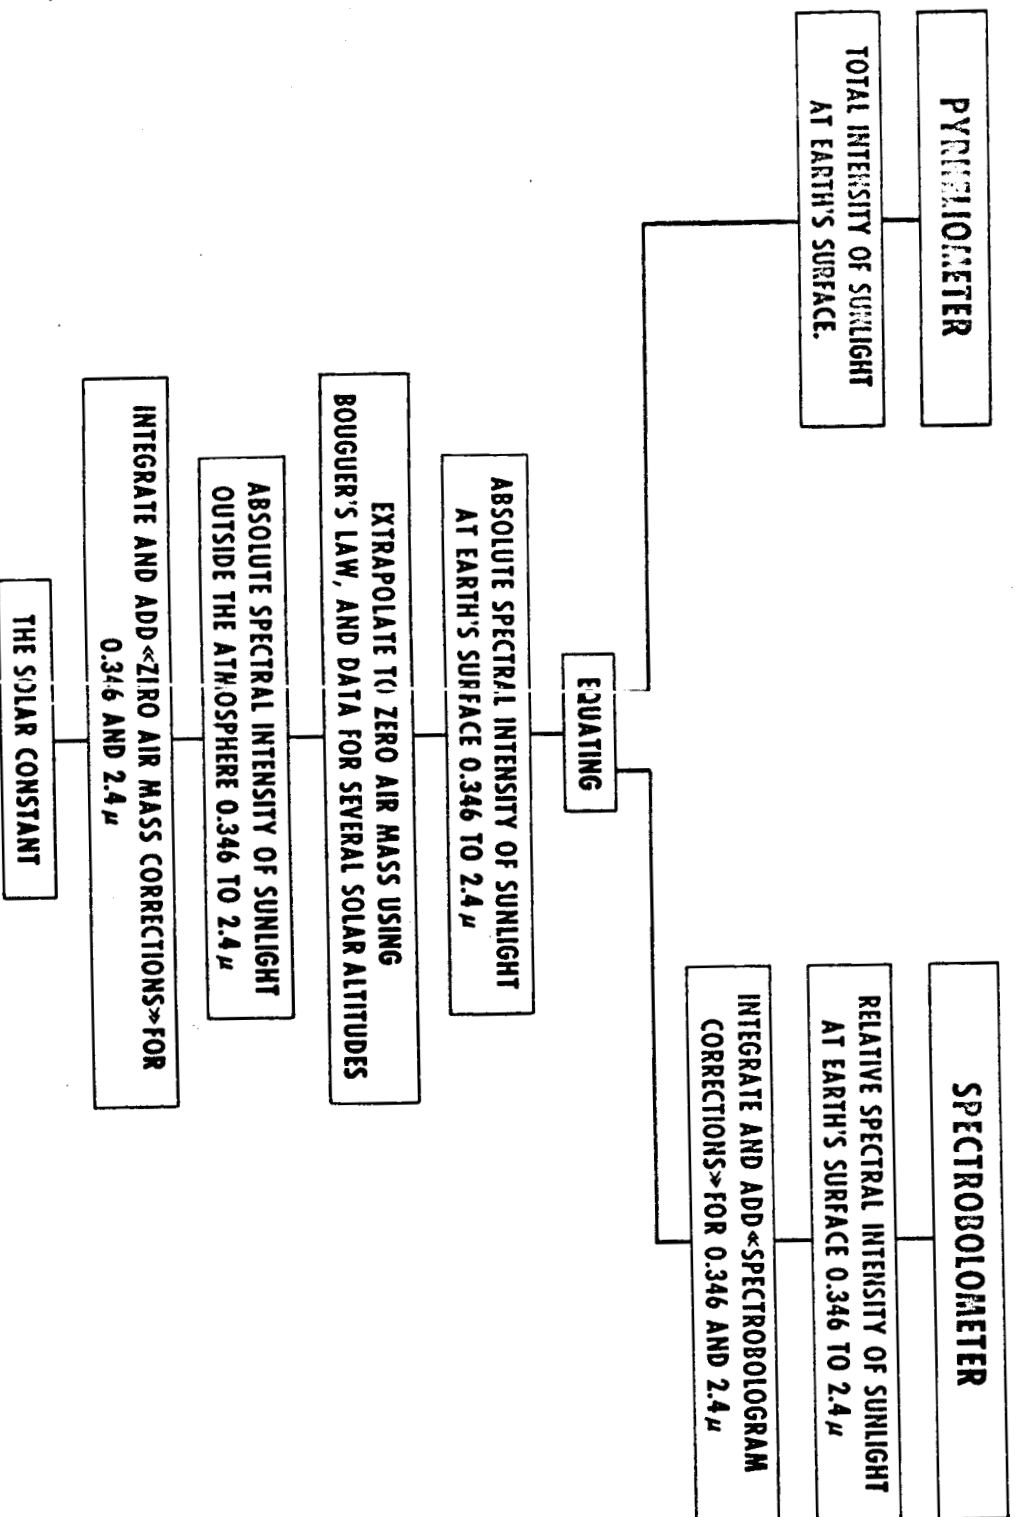 PYRHELIOMETER
TOTAL INTENSITY OF SUNLIGHT
AT EARTH'S SURFACE.
SPECTROBOLOMETER
RELATIVE SPECTRAL INTENSITY OF SUNLIGHT
AT EARTH'S SURFACE 0.346 TO 2.4 μ
INTEGRATE AND ADD «SPECTROBOLOGRAM
CORRECTIONS» FOR 0.346 AND 2.4 μ
EQUATING
ABSOLUTE SPECTRAL INTENSITY OF SUNLIGHT
AT EARTH'S SURFACE 0.346 TO 2.4 μ
EXTRAPOLATE TO ZERO AIR MASS USING
BOUGUER'S LAW, AND DATA FOR SEVERAL SOLAR ALTITUDES
ABSOLUTE SPECTRAL INTENSITY OF SUNLIGHT
OUTSIDE THE ATMOSPHERE 0.346 TO 2.4 μ
INTEGRATE AND ADD «ZERO AIR MASS CORRECTIONS» FOR
0.346 AND 2.4 μ
THE SOLAR CONSTANT